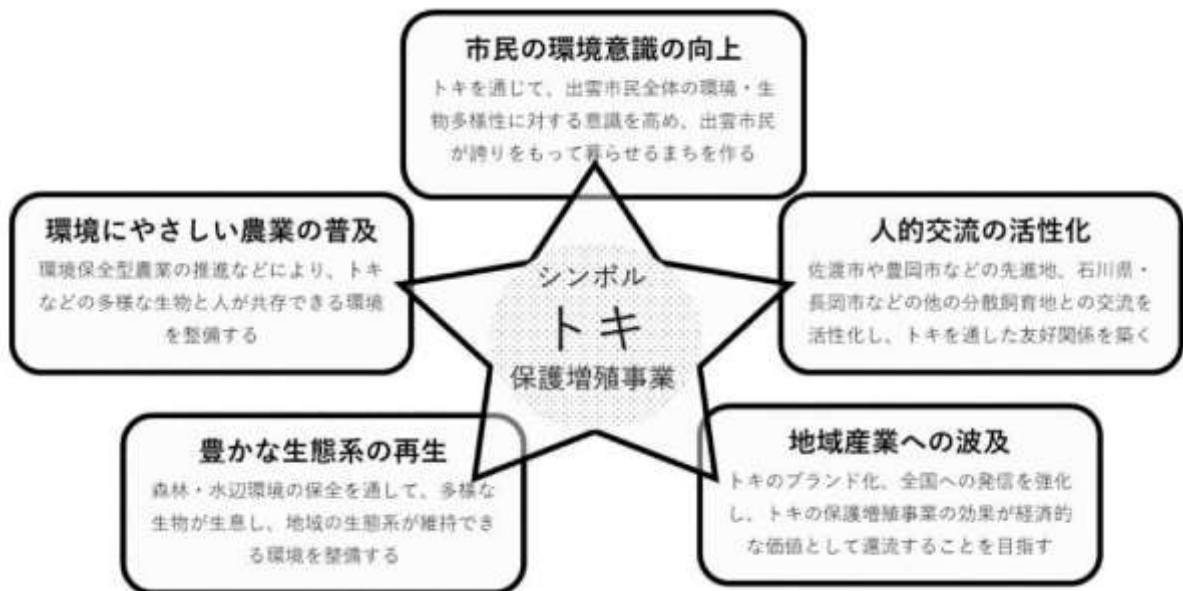 市民の環境意識の向上
トキを通じて、出雲市民全体の環境・生
物多様性に対する意識を高め、出雲市民
が誇りをもって暮らせるまちを作る
環境にやさしい農業の普及
環境保全型農業の推進などにより、トキ
などの多様な生物と人が共存できる環境
を整備する
人的交流の活性化
佐渡市や豊岡市などの先進地、石川県・
長岡市などの他の分散飼育地との交流を
活性化し、トキを通した友好関係を築く
シンボル
トキ
保護増殖事業
豊かな生態系の再生
森林・水辺環境の保全を通して、多様な
生物が生息し、地域の生態系が維持でき
る環境を整備する
地域産業への波及
トキのブランド化、全国への発信を強化
し、トキの保護増殖事業の効果が経済的
な価値として還流することを目指す